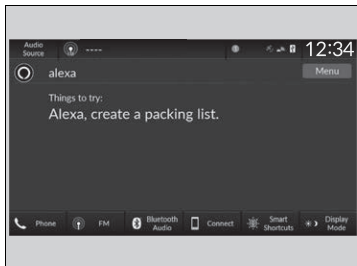 Audio
Source
----
12:34
alexa
Menu
Things to try:
Alexa, create a packing list.
Phone
FM
Bluetooth
Audio
Connect
Smart
Shortcuts
Display
Mode